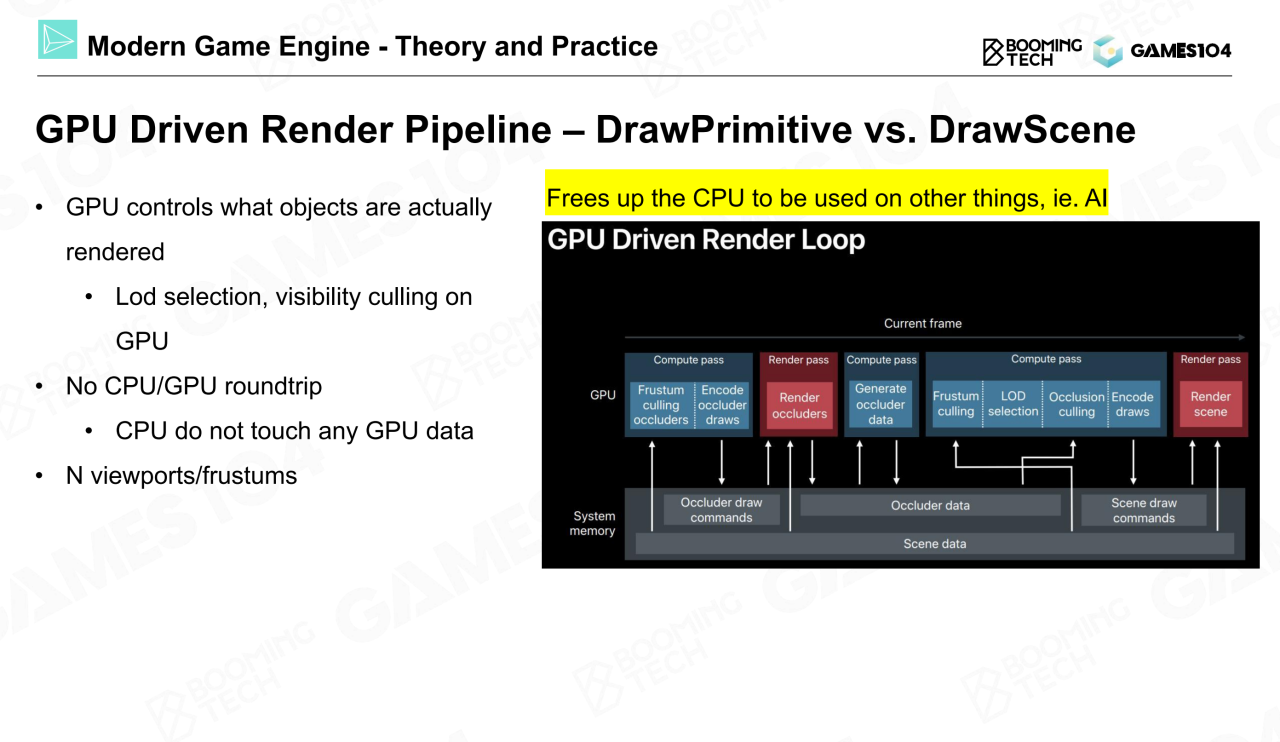 Modern Game Engine - Theory and Practice
BOOMING
TECH
GAMES104
GPU Driven Render Pipeline – DrawPrimitive vs. DrawScene
• GPU controls what objects are actually
rendered
• Lod selection, visibility culling on
GPU
• No CPU/GPU roundtrip
• CPU do not touch any GPU data
• N viewports/frustums
Frees up the CPU to be used on other things, ie. AI
GPU Driven Render Loop
Current frame
GPU
Compute pass
Frustum
culling
occluders
Encode
occluder
draws
Render pass
Render
occluders
Compute pass
Generate
occluder
data
Compute pass
Frustum
culling
LOD
selection
Occlusion
culling
Encode
draws
Render pass
Render
scene
System
memory
Occluder draw
commands
Occluder data
Scene draw
commands
Scene data